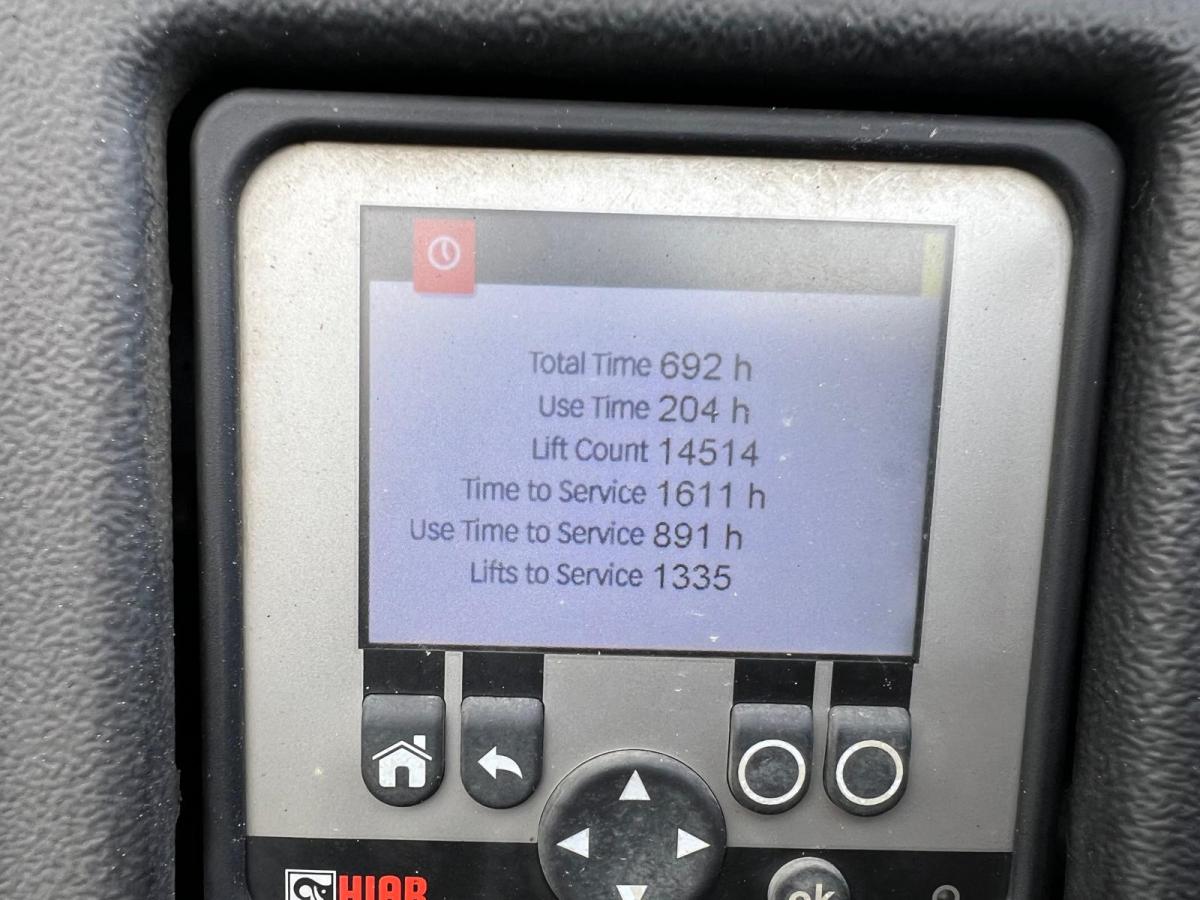 Total Time 692 h
Use Time 204 h
Lift Count 14514
Time to Service 1611 h
Use Time to Service 891 h
Lifts to Service 1335
HIAB
ok